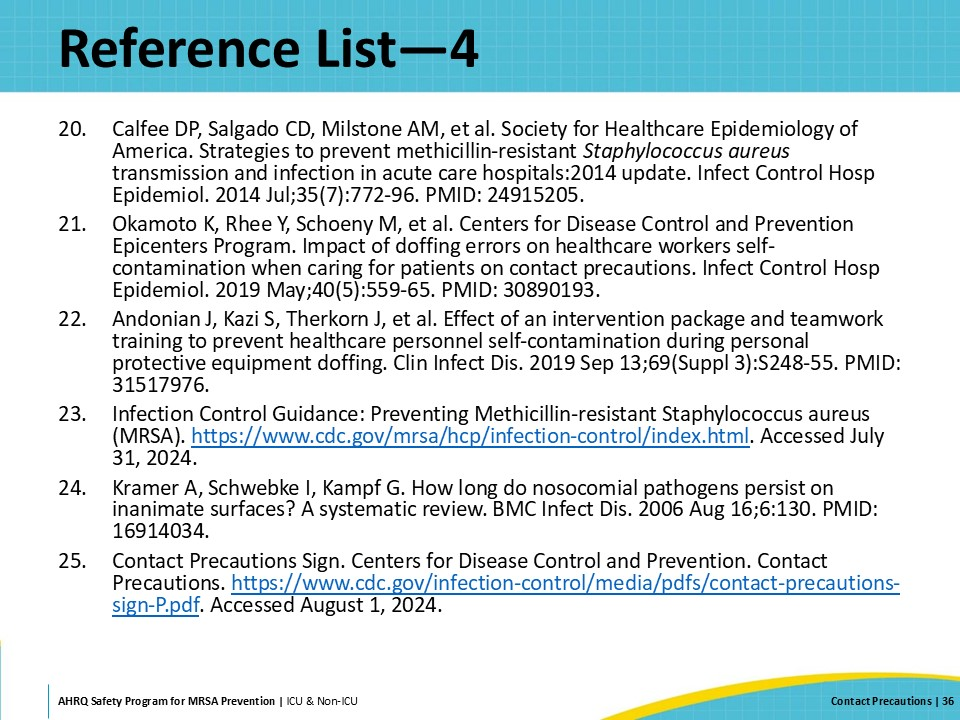 Reference List—4
20. Calfee DP, Salgado CD, Milstone AM, et al. Society for Healthcare Epidemiology of
America. Strategies to prevent methicillin-resistant Staphylococcus aureus
transmission and infection in acute care hospitals:2014 update. Infect Control Hosp
Epidemiol. 2014 Jul;35(7):772-96. PMID: 24915205.
21. Okamoto K, Rhee Y, Schoeny M, et al. Centers for Disease Control and Prevention
Epicenters Program. Impact of doffing errors on healthcare workers self-
contamination when caring for patients on contact precautions. Infect Control Hosp
Epidemiol. 2019 May;40(5):559-65. PMID: 30890193.
22. Andonian J, Kazi S, Therkorn J, et al. Effect of an intervention package and teamwork
training to prevent healthcare personnel self-contamination during personal
protective equipment doffing. Clin Infect Dis. 2019 Sep 13;69(Suppl 3):S248-55. PMID:
31517976.
23. Infection Control Guidance: Preventing Methicillin-resistant Staphylococcus aureus
(MRSA). https://www.cdc.gov/mrsa/hcp/infection-control/index.html. Accessed July
31, 2024.
24. Kramer A, Schwebke I, Kampf G. How long do nosocomial pathogens persist on
inanimate surfaces? A systematic review. BMC Infect Dis. 2006 Aug 16;6:130. PMID:
16914034.
25. Contact Precautions Sign. Centers for Disease Control and Prevention. Contact
Precautions. https://www.cdc.gov/infection-control/media/pdfs/contact-precautions-
sign-P.pdf. Accessed August 1, 2024.
AHRQ Safety Program for MRSA Prevention | ICU & Non-ICU
Contact Precautions | 36